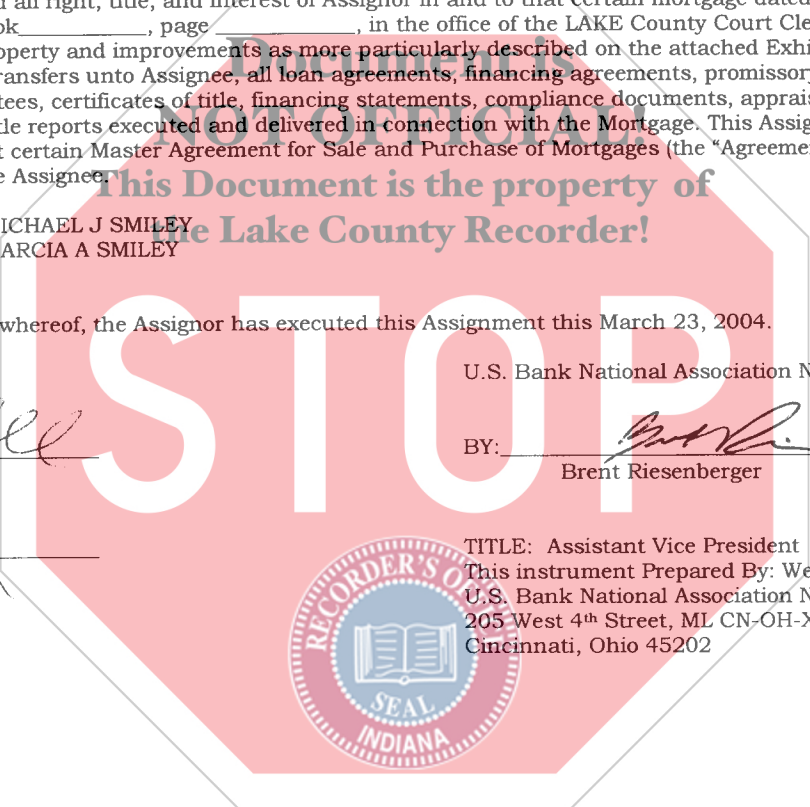 all right, title, and interest of Assignor in and to that certain mortgage dated
ok__________, page ___________, in the office of the LAKE County Court Cle
operty and improvements as more particularly described on the attached Exhi
ransfers unto Assignee, all loan agreements, financing agreements, promissory
tees, certificates of title, financing statements, compliance documents, apprais
tle reports executed and delivered in connection with the Mortgage. This Assig
t certain Master Agreement for Sale and Purchase of Mortgages (the “Agreeme
e Assignee.
Document is
NOT OFFICIAL!
This Document is the property of
the Lake County Recorder!
ICHAEL J SMILEY
ARCIA A SMILEY
whereof, the Assignor has executed this Assignment this March 23, 2004.
STOP
U.S. Bank National Association N
BY:
Brent Riesenberger
TITLE: Assistant Vice President
This instrument Prepared By: We
U.S. Bank National Association N
205 West 4th Street, ML CN-OH-X
Cincinnati, Ohio 45202
RECORDER'S OFFICE
SEAL
INDIANA